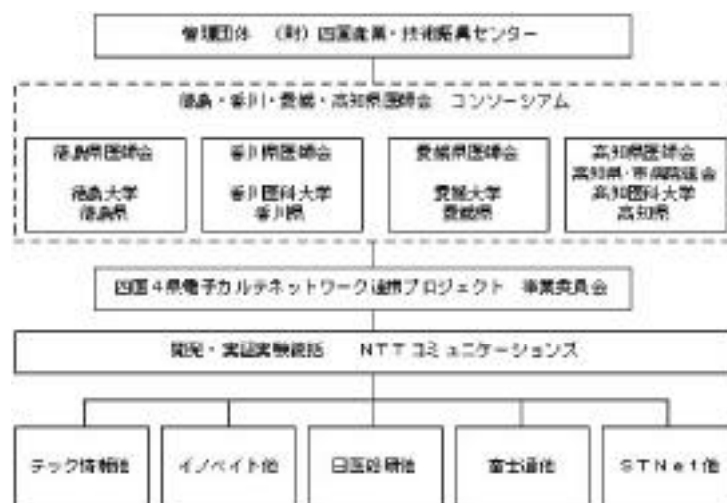 管理団体 （財）四国産業・技術振興センター
徳島・香川・愛媛・高知県医師会 コンソーシアム
徳島県医師会
徳島大学
徳島県
香川県医師会
香川医科大学
香川県
愛媛県医師会
愛媛大学
愛媛県
高知県医師会
高知県・市病院組合
高知医科大学
高知県
四国４県電子カルテネットワーク連携プロジェクト 事業委員会
開発・実証実験統括 ＮＴＴコミュニケーションズ
テック情報他
イノベイト他
日医総研他
富士通他
ＳＴＮｅｔ他